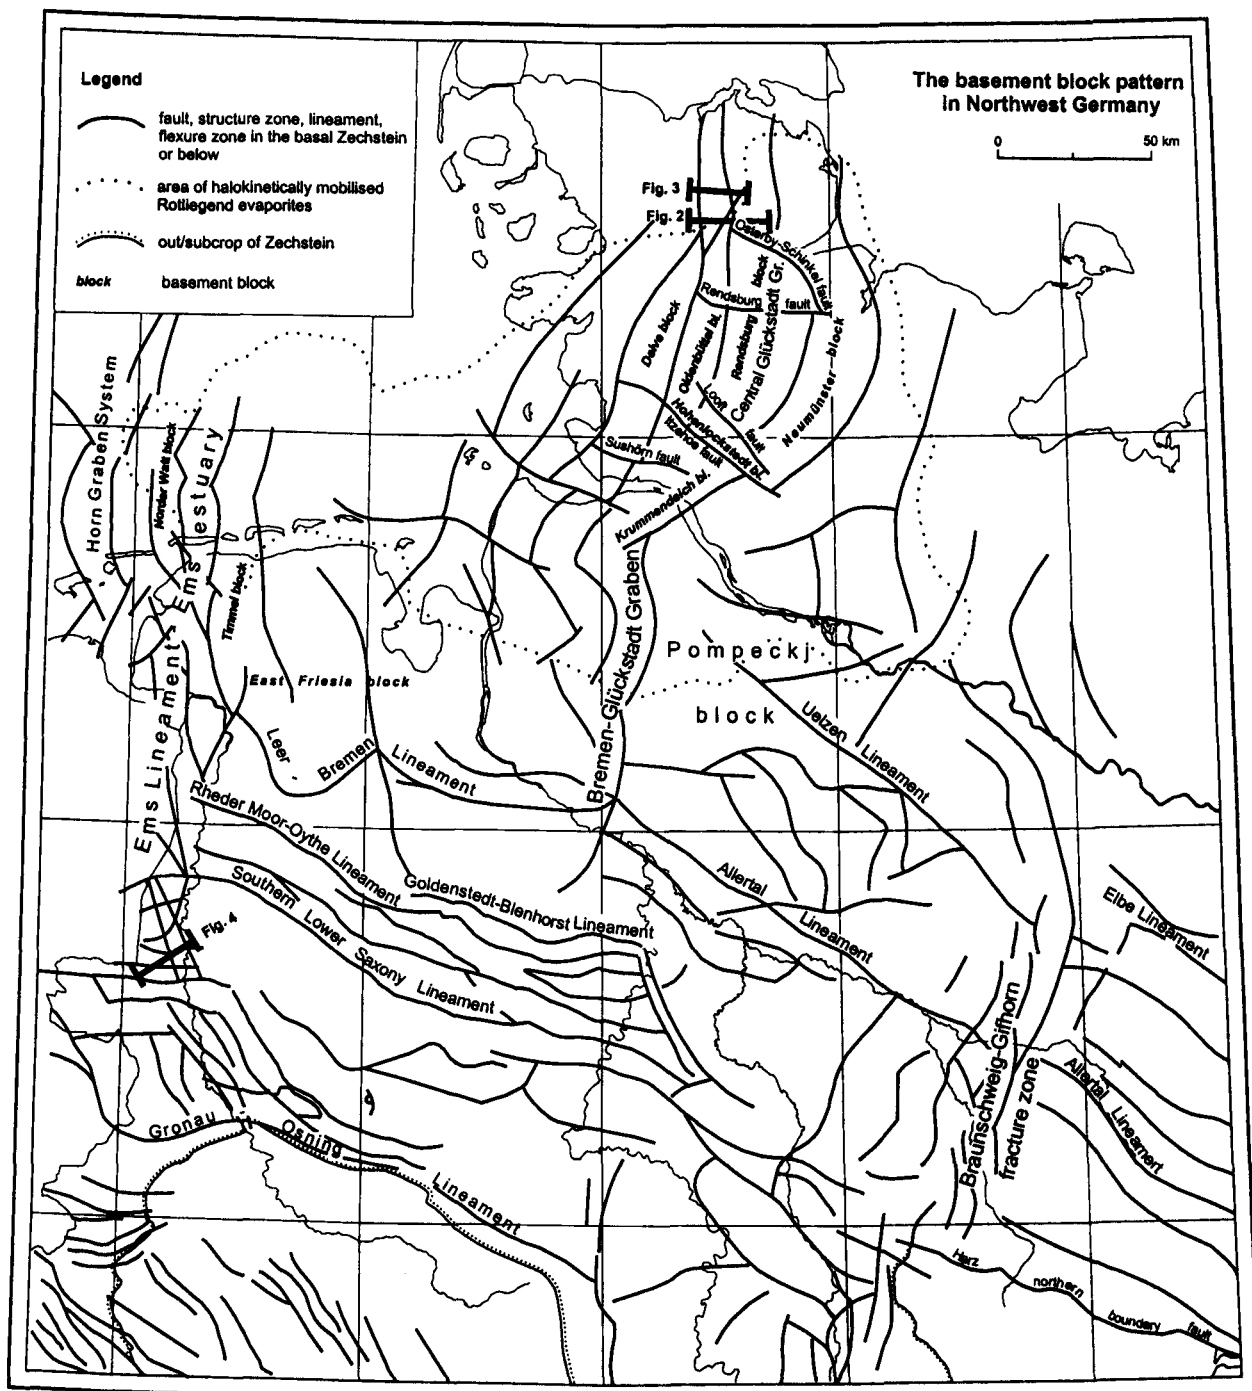 Legend
fault, structure zone, lineament,
flexure zone in the basal Zechstein
or below
area of halokinetically mobilised
Rotliegend evaporites
out/subcrop of Zechstein
block
basement block
The basement block pattern
in Northwest Germany
0 50 km
Fig. 3
Fig. 2
Osterby-Schinkel fault
Rendsburg fault
Delve block
Oldenbüttel bl.
Rendsburg block
Central Glückstadt Gr.
Neumünster block
Looft fault
Hohenlockstedt bl.
Itzehoe fault
Süshörn fault
Krummendeich bl.
Horn Graben System
Norder Watt block
Ems estuary
Timmel block
East Friesia block
Ems Lineament
Bremen-Glückstadt Graben
Pompeckj
block
Uelzen Lineament
Leer - Bremen Lineament
Rheder Moor-Oythe Lineament
Goldenstedt-Blenhorst Lineament
Southern Lower Saxony Lineament
Fig. 4
Allertal Lineament
Elbe Lineament
Braunschweig-Gifhorn
fracture zone
Allertal Lineament
Gronau
Osning Lineament
Harz northern boundary fault